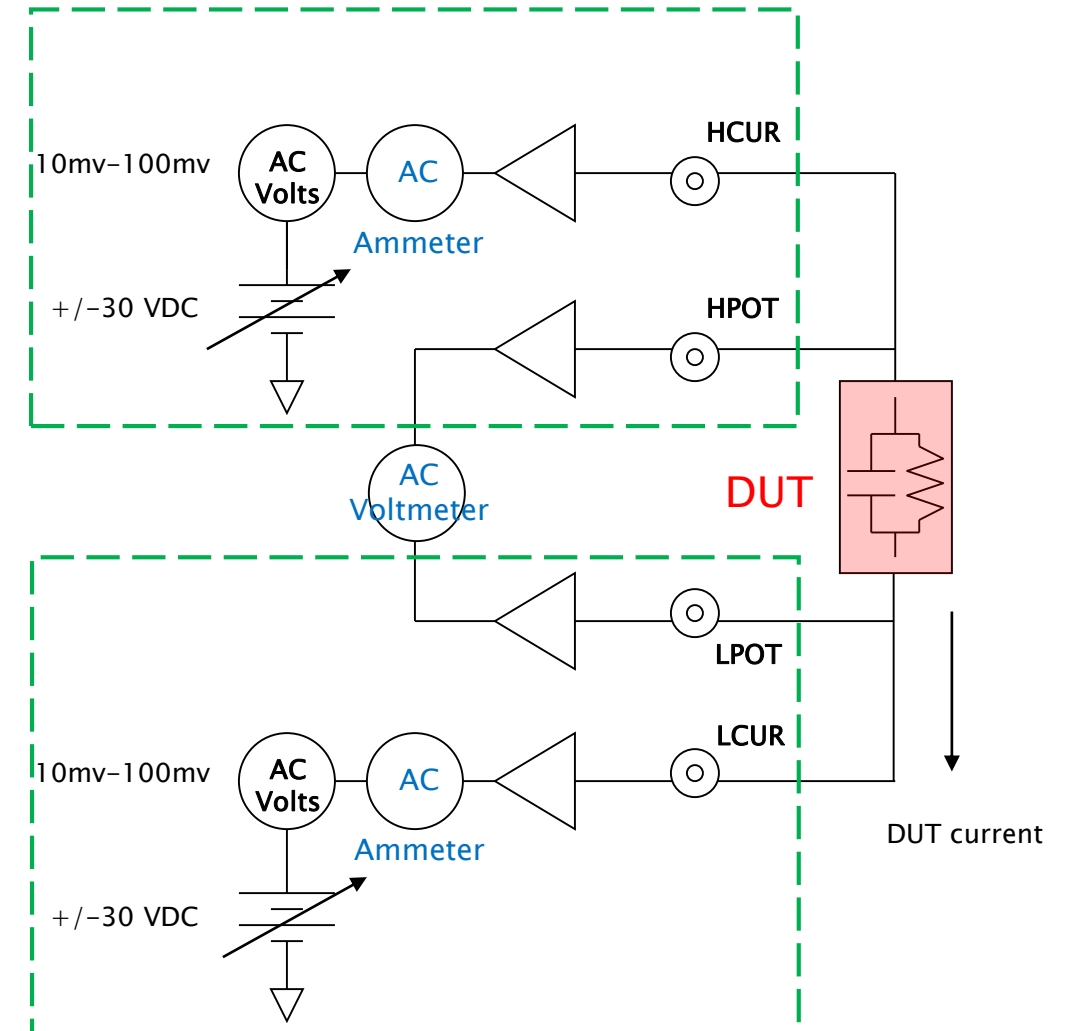 HCUR
10mv–100mv
AC
Volts
AC
Ammeter
+/–30 VDC
HPOT
AC
Voltmeter
DUT
LPOT
LCUR
10mv–100mv
AC
Volts
AC
DUT current
Ammeter
+/–30 VDC